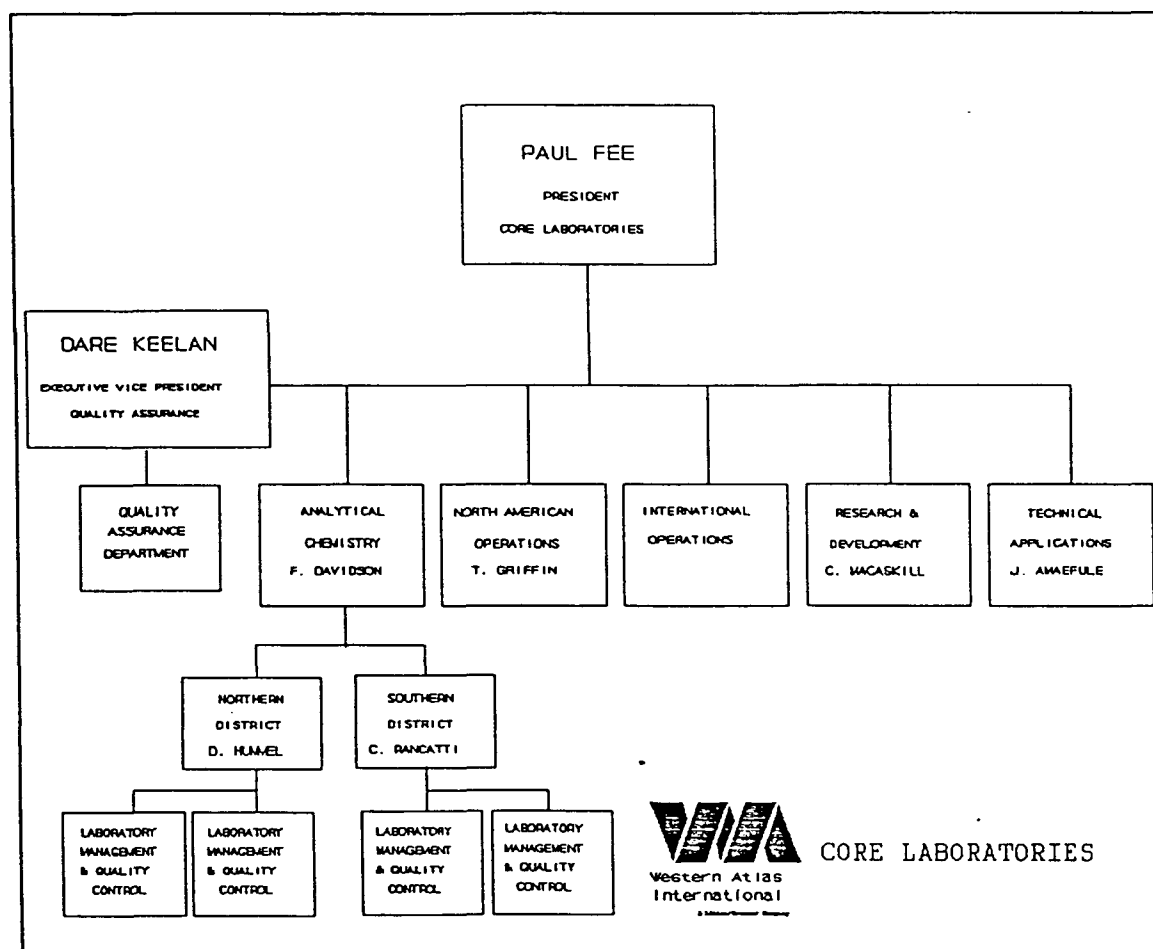 PAUL FEE
PRESIDENT
CORE LABORATORIES
DARE KEELAN
EXECUTIVE VICE PRESIDENT
QUALITY ASSURANCE
QUALITY
ASSURANCE
DEPARTMENT
ANALYTICAL
CHEMISTRY
F. DAVIDSON
NORTH AMERICAN
OPERATIONS
T. GRIFFIN
INTERNATIONAL
OPERATIONS
RESEARCH &
DEVELOPMENT
C. MACASKILL
TECHNICAL
APPLICATIONS
J. AMAEFULE
NORTHERN
DISTRICT
D. HUMMEL
SOUTHERN
DISTRICT
C. RANCATTI
LABORATORY
MANAGEMENT
& QUALITY
CONTROL
LABORATORY
MANAGEMENT
& QUALITY
CONTROL
LABORATORY
MANAGEMENT
& QUALITY
CONTROL
LABORATORY
MANAGEMENT
& QUALITY
CONTROL
Western Atlas
International
CORE LABORATORIES